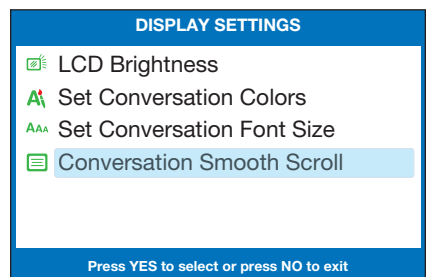 DISPLAY SETTINGS
LCD Brightness
A Set Conversation Colors
AAA Set Conversation Font Size
Conversation Smooth Scroll
Press YES to select or press NO to exit